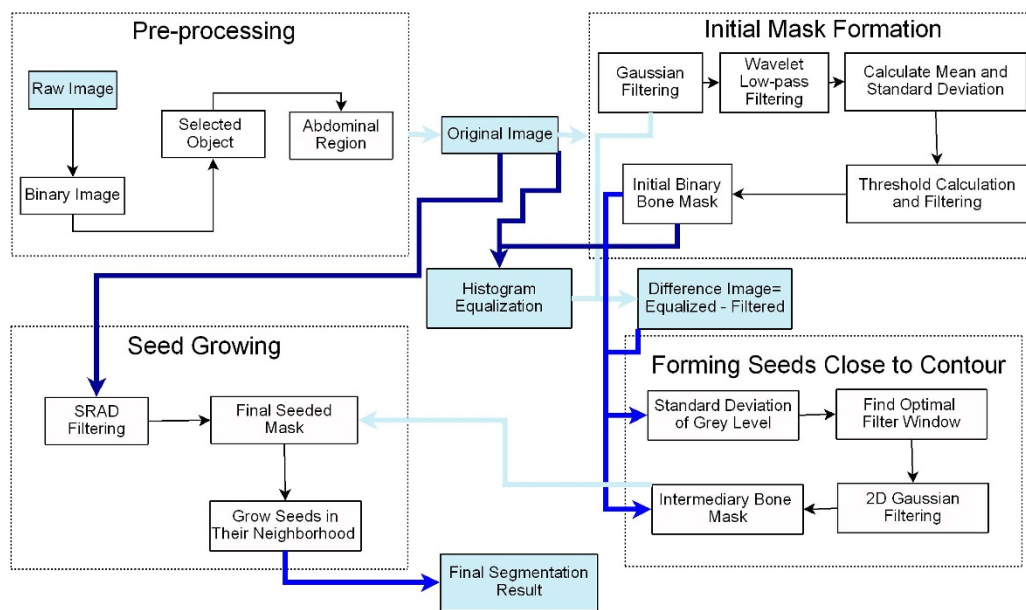 Pre-processing
Raw Image
Binary Image
Selected
Object
Abdominal
Region
Original Image
Initial Mask Formation
Gaussian
Filtering
Wavelet
Low-pass
Filtering
Calculate Mean and
Standard Deviation
Initial Binary
Bone Mask
Threshold Calculation
and Filtering
Histogram
Equalization
Difference Image=
Equalized - Filtered
Seed Growing
SRAD
Filtering
Final Seeded
Mask
Grow Seeds in
Their Neighborhood
Forming Seeds Close to Contour
Standard Deviation
of Grey Level
Find Optimal
Filter Window
Intermediary Bone
Mask
2D Gaussian
Filtering
Final Segmentation
Result